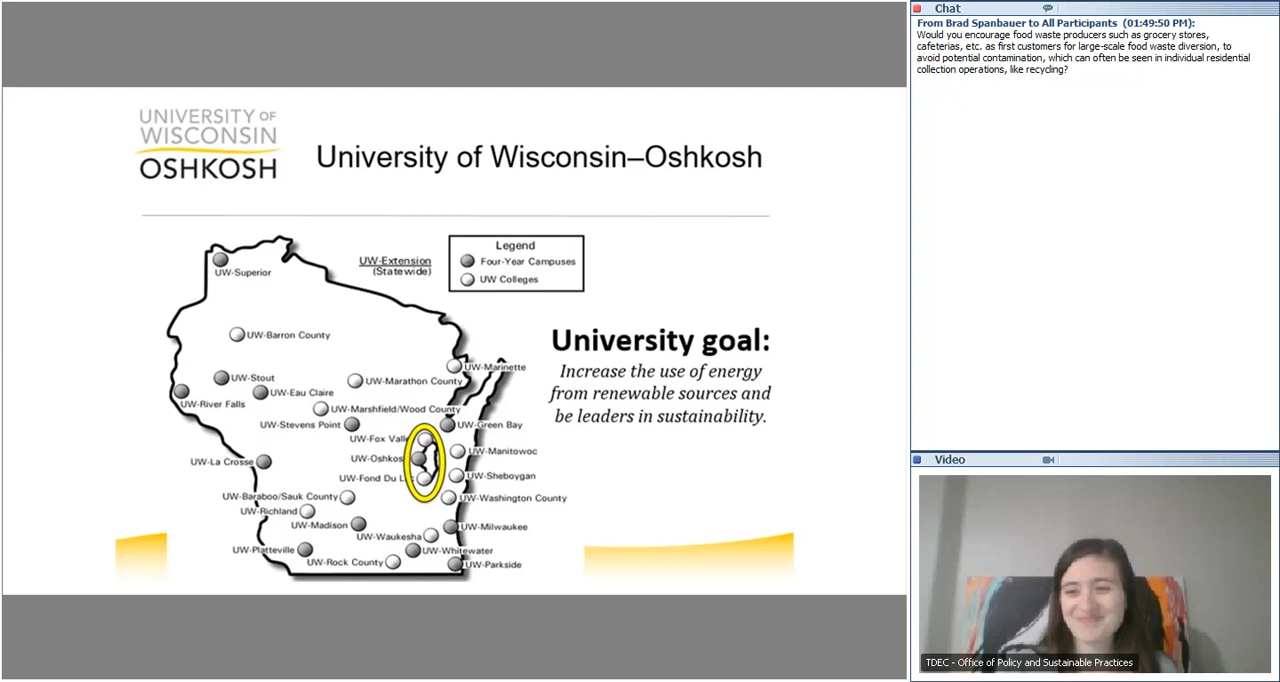 UNIVERSITY OF
WISCONSIN
OSHKOSH
University of Wisconsin–Oshkosh
UW-Extension
(Statewide)
Legend
Four-Year Campuses
UW Colleges
UW-Superior
UW-Barron County
UW-Marinette
UW-Stout
UW-Marathon County
UW-Eau Claire
UW-River Falls
UW-Marshfield/Wood County
UW-Stevens Point
UW-Green Bay
UW-Fox Vall
UW-Manitowoc
UW-Oshkos
UW-La Crosse
UW-Sheboygan
UW-Fond Du L
UW-Baraboo/Sauk County
UW-Washington County
UW-Richland
UW-Madison
UW-Milwaukee
UW-Waukesha
UW-Platteville
UW-Whitewater
UW-Rock County
UW-Parkside
University goal:
Increase the use of energy
from renewable sources and
be leaders in sustainability.
Chat
From Brad Spanbauer to All Participants (01:49:50 PM):
Would you encourage food waste producers such as grocery stores,
cafeterias, etc. as first customers for large-scale food waste diversion, to
avoid potential contamination, which can often be seen in individual residential
collection operations, like recycling?
Video
TDEC - Office of Policy and Sustainable Practices